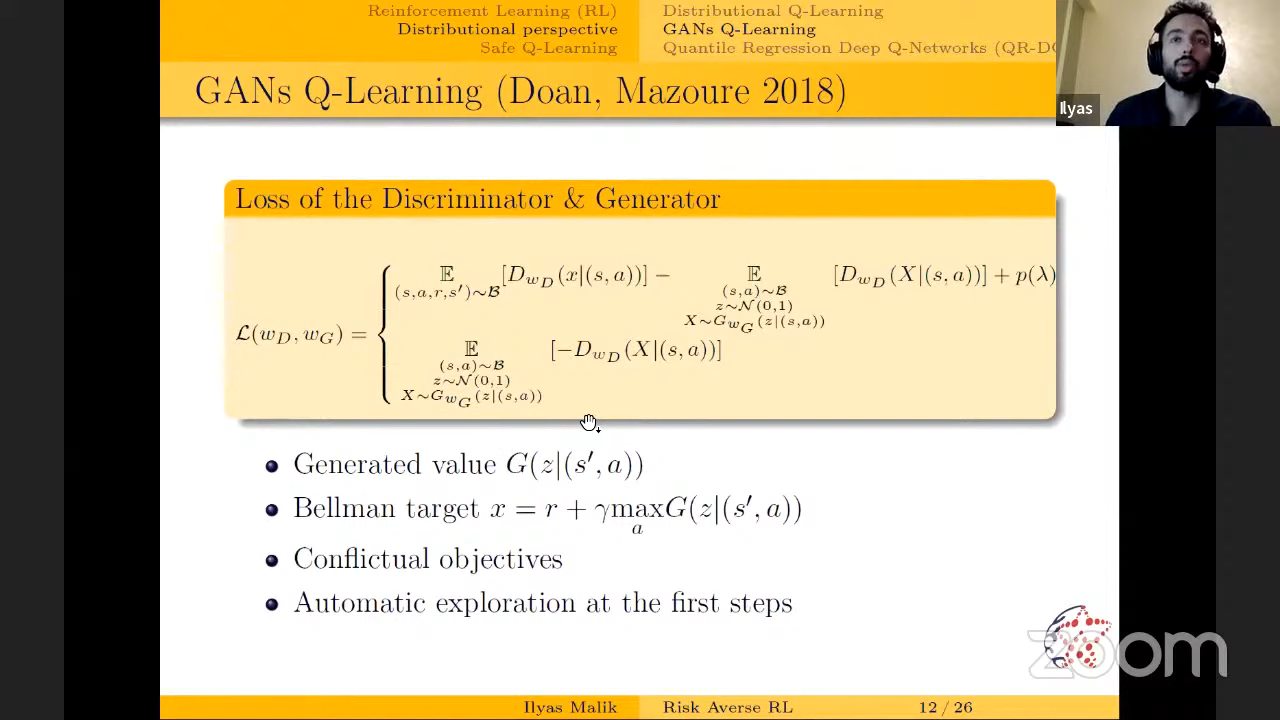 Reinforcement Learning (RL)
Distributional perspective
Safe Q-Learning
Distributional Q-Learning
GANs Q-Learning
Quantile Regression Deep Q-Networks (QR-D
Ilyas
GANs Q-Learning (Doan, Mazoure 2018)
Loss of the Discriminator & Generator
ℒ(w_D, w_G) = { 𝔼_{(s,a,r,s′)∼ℬ} [D_{w_D}(x|(s, a))] − 𝔼_{(s,a)∼ℬ, z∼𝒩(0,1), X∼G_{w_G}(z|(s,a))} [D_{w_D}(X|(s, a))] + p(λ)
𝔼_{(s,a)∼ℬ, z∼𝒩(0,1), X∼G_{w_G}(z|(s,a))} [−D_{w_D}(X|(s, a))]
Generated value G(z|(s′, a))
Bellman target x = r + γ max_a G(z|(s′, a))
Conflictual objectives
Automatic exploration at the first steps
zoom
Ilyas Malik
Risk Averse RL
12 / 26